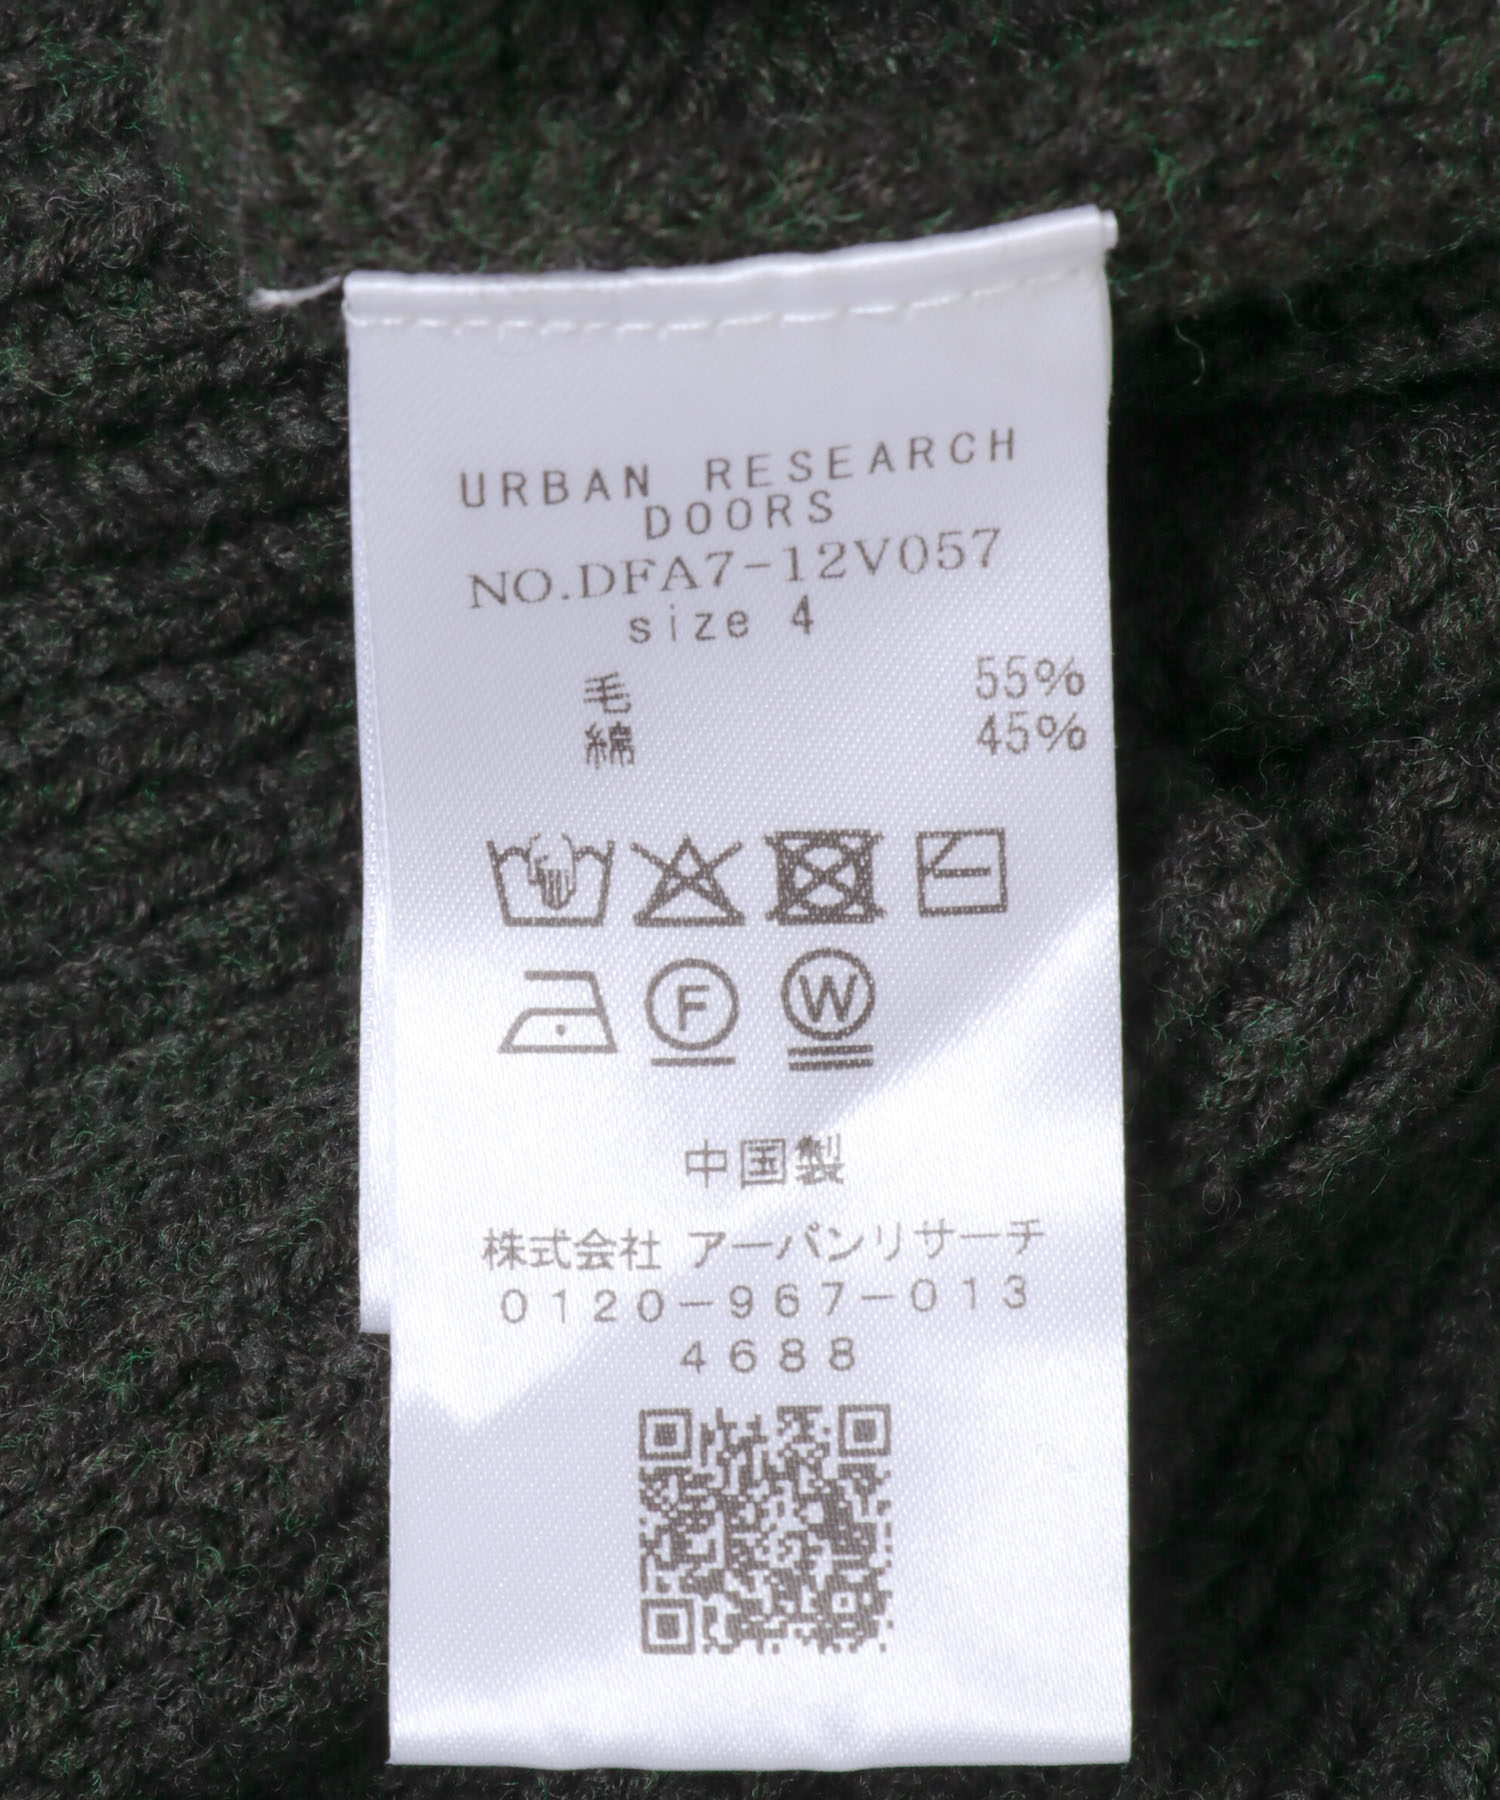 URBAN RESEARCH
DOORS
NO.DFA7-12V057
size 4
毛 55%
綿 45%
F W
中国製
株式会社 アーバンリサーチ
0120-967-013
4688